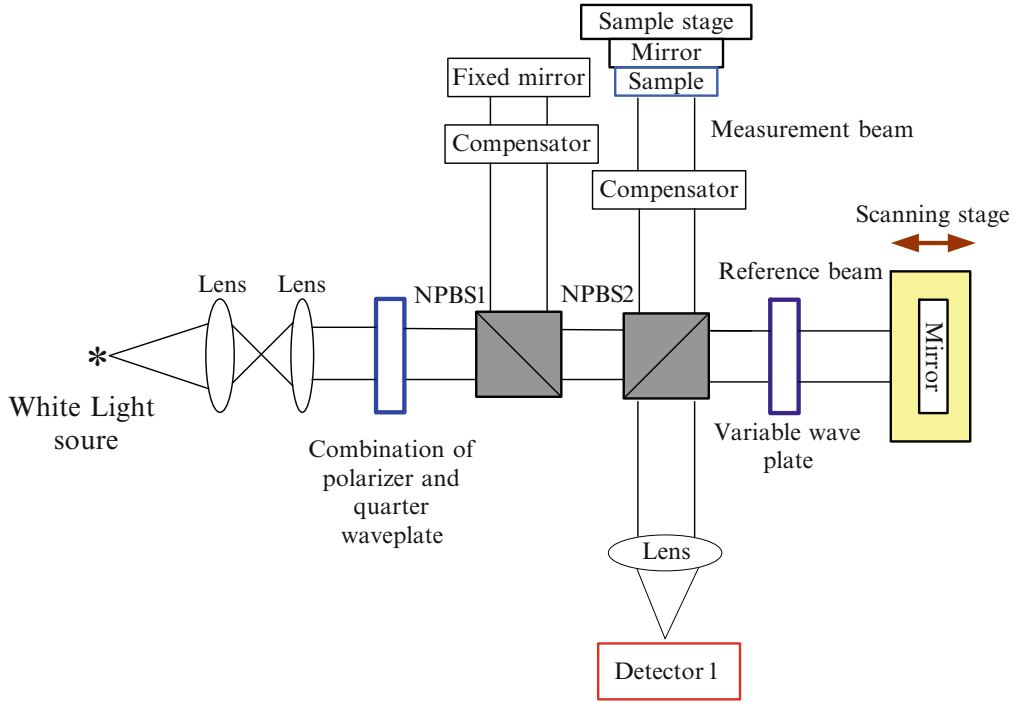 Sample stage
Mirror
Sample
Fixed mirror
Compensator
Measurement beam
Compensator
Scanning stage
Lens
Lens
NPBS1
NPBS2
Reference beam
Mirror
*
White Light
soure
Combination of
polarizer and
quarter
waveplate
Variable wave
plate
Lens
Detector 1